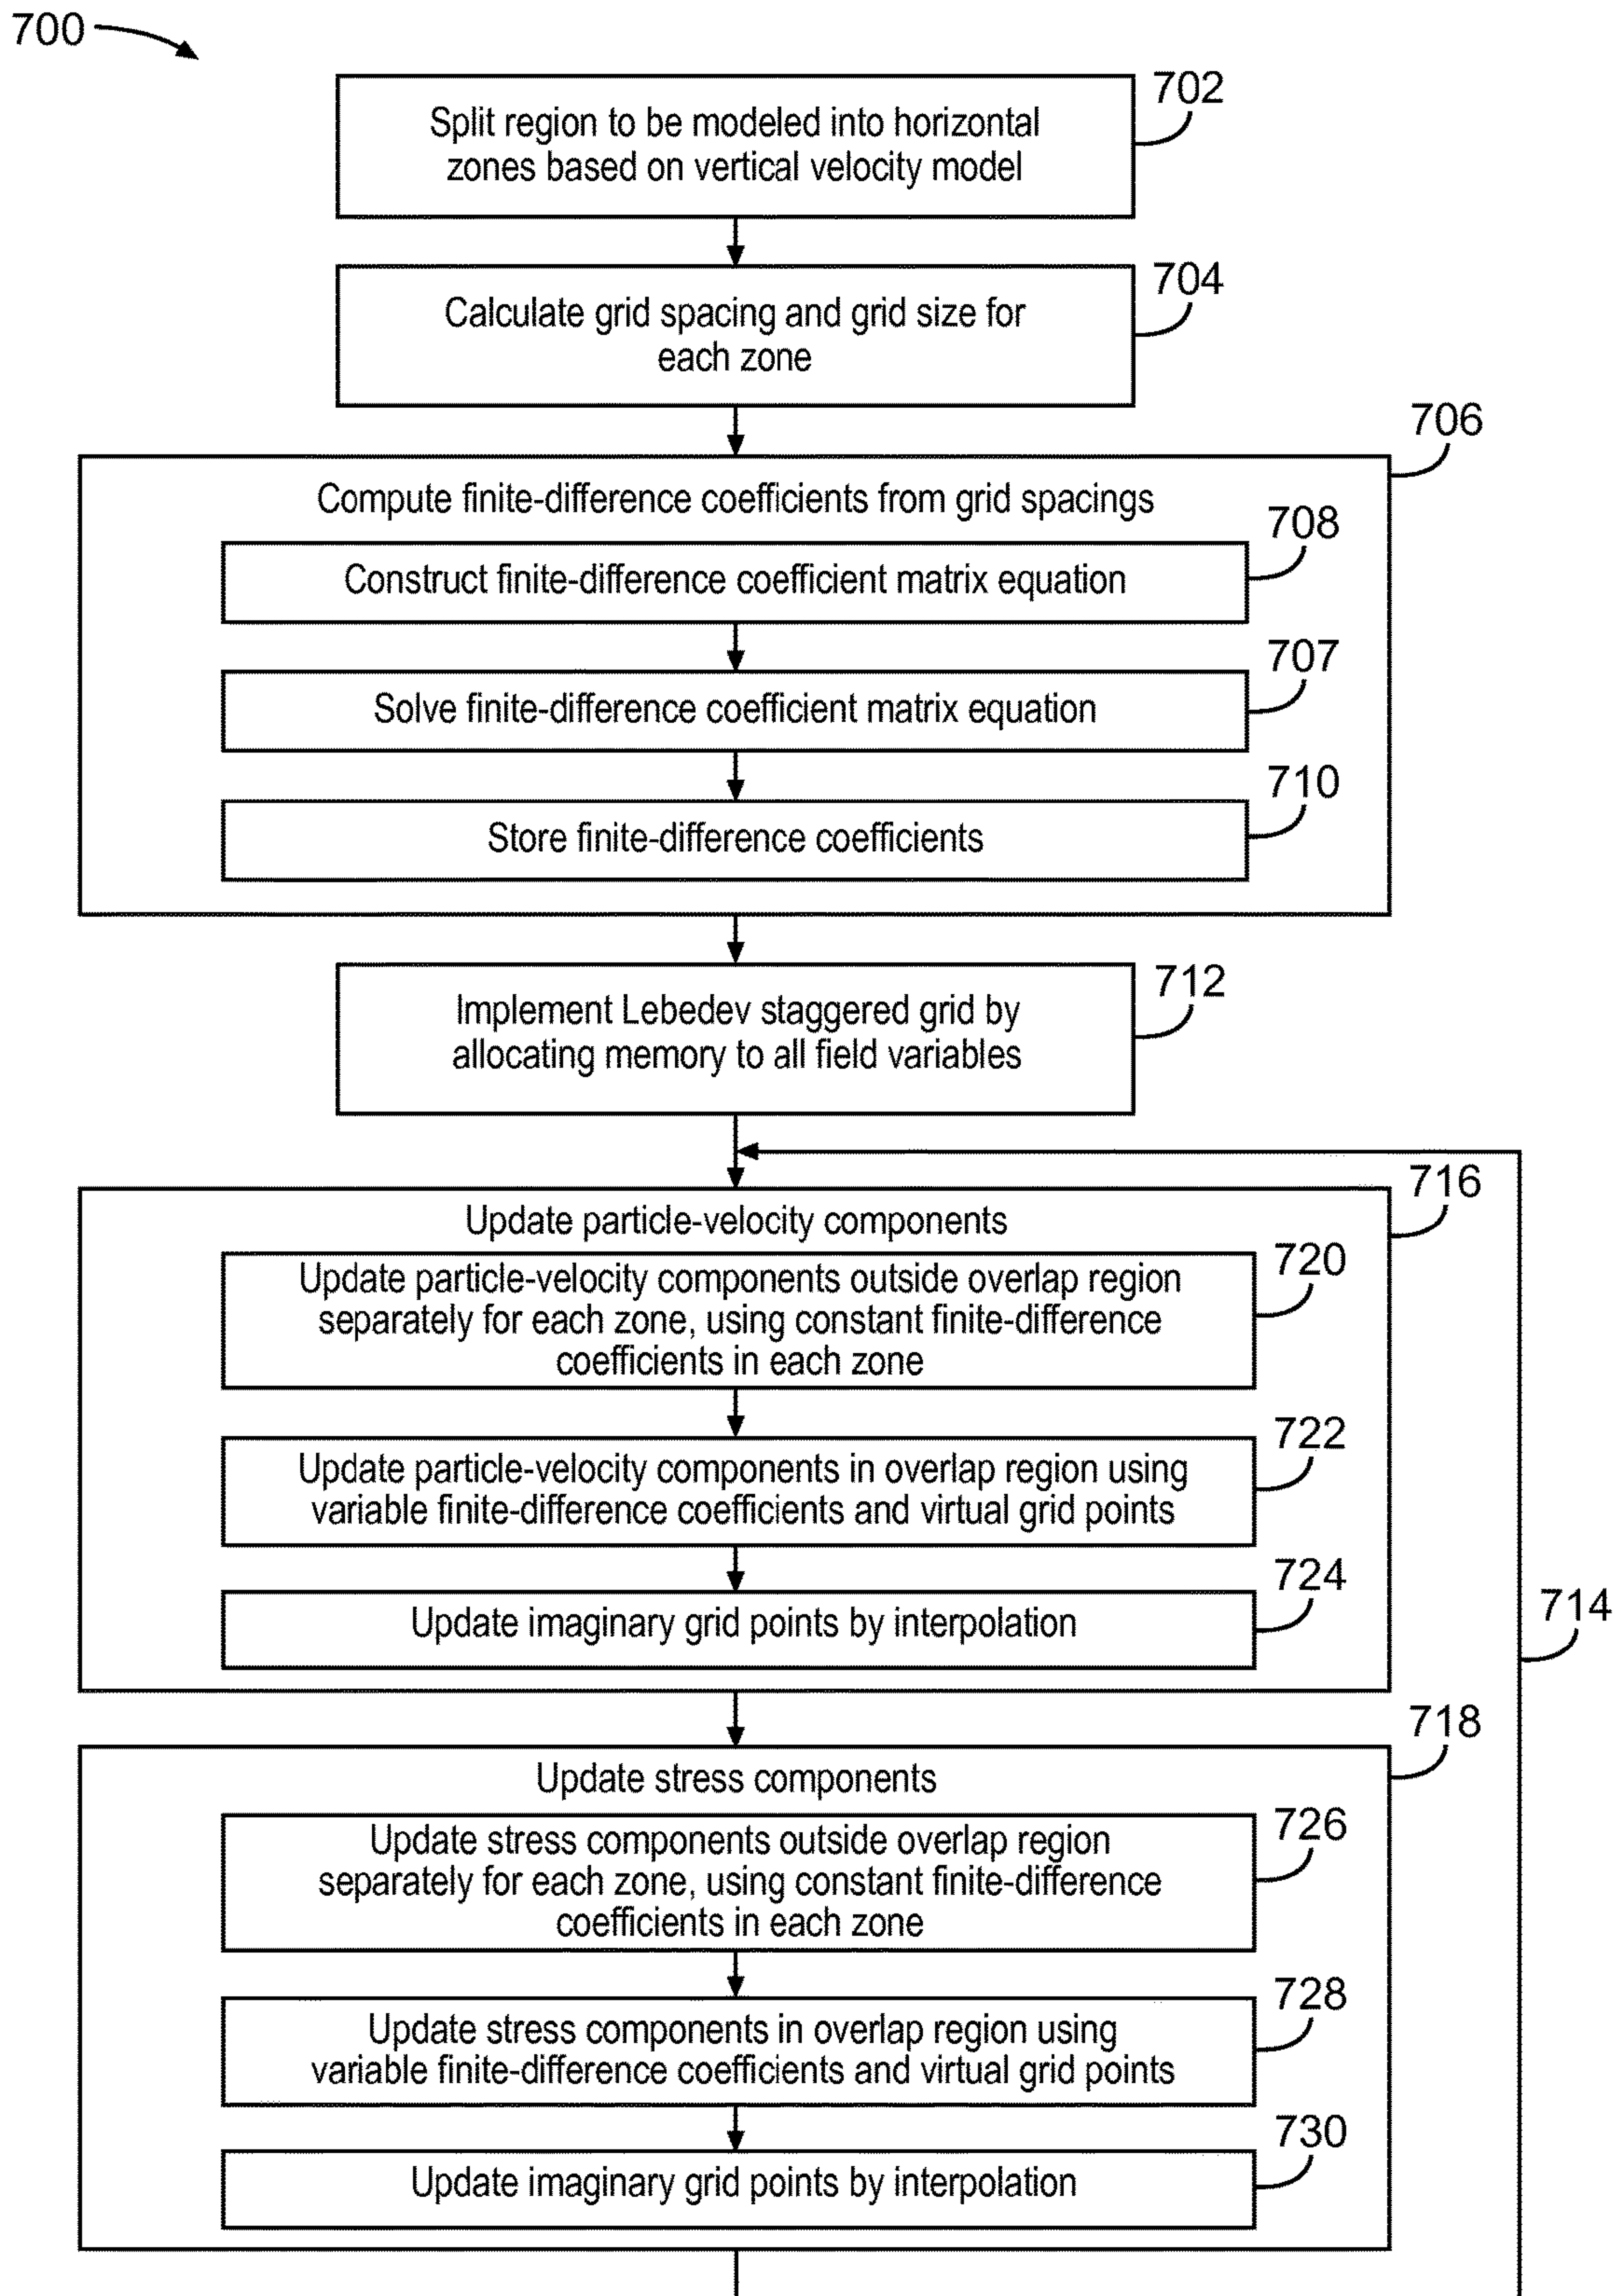 700
702
Split region to be modeled into horizontal
zones based on vertical velocity model
704
Calculate grid spacing and grid size for
each zone
706
Compute finite-difference coefficients from grid spacings
708
Construct finite-difference coefficient matrix equation
707
Solve finite-difference coefficient matrix equation
710
Store finite-difference coefficients
712
Implement Lebedev staggered grid by
allocating memory to all field variables
716
Update particle-velocity components
720
Update particle-velocity components outside overlap region
separately for each zone, using constant finite-difference
coefficients in each zone
722
Update particle-velocity components in overlap region using
variable finite-difference coefficients and virtual grid points
724
Update imaginary grid points by interpolation
714
718
Update stress components
726
Update stress components outside overlap region
separately for each zone, using constant finite-difference
coefficients in each zone
728
Update stress components in overlap region using
variable finite-difference coefficients and virtual grid points
730
Update imaginary grid points by interpolation